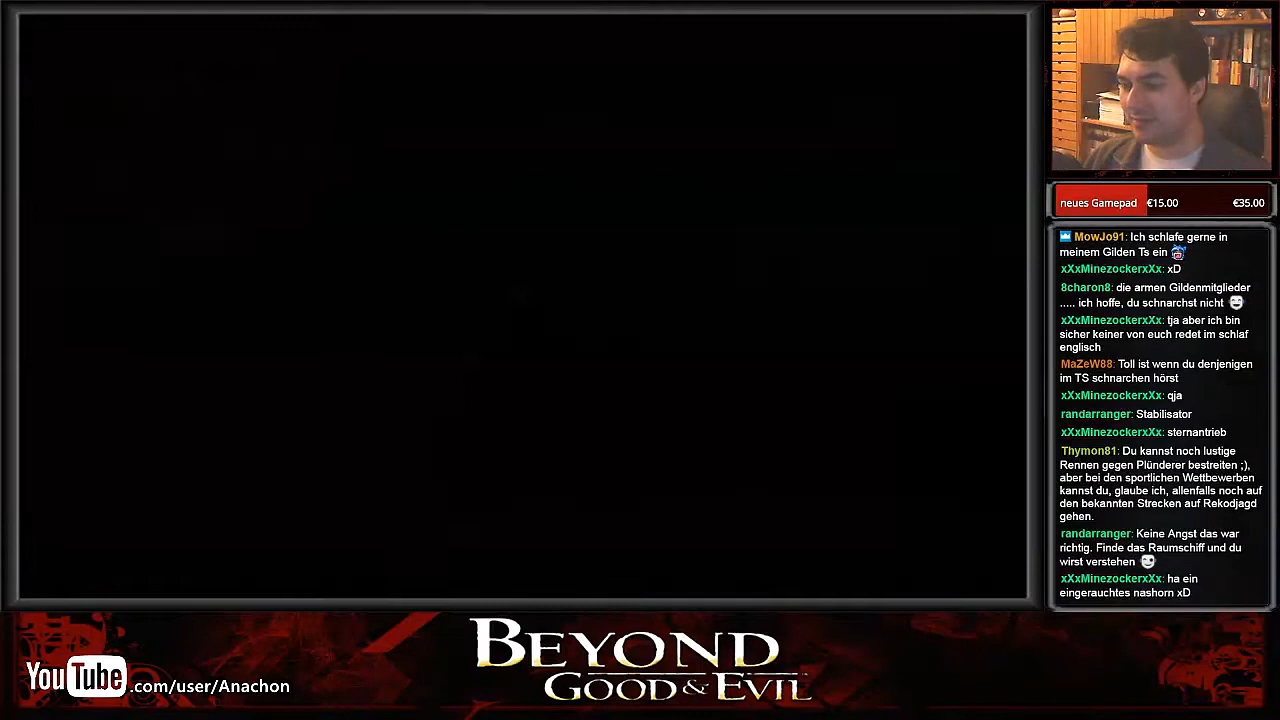 neues Gamepad €15.00 €35.00
MowJo91: Ich schlafe gerne in
meinem Gilden Ts ein
xXxMinezockerxXx: xD
8charon8: die armen Gildenmitglieder
..... ich hoffe, du schnarchst nicht
xXxMinezockerxXx: tja aber ich bin
sicher keiner von euch redet im schlaf
englisch
MaZeW88: Toll ist wenn du denjenigen
im TS schnarchen hörst
xXxMinezockerxXx: qja
randarranger: Stabilisator
xXxMinezockerxXx: sternantrieb
Thymon81: Du kannst noch lustige
Rennen gegen Plünderer bestreiten ;),
aber bei den sportlichen Wettbewerben
kannst du, glaube ich, allenfalls noch auf
den bekannten Strecken auf Rekodjagd
gehen.
randarranger: Keine Angst das war
richtig. Finde das Raumschiff und du
wirst verstehen
xXxMinezockerxXx: ha ein
eingerauchtes nashorn xD
BEYOND
GOOD & EVIL
YouTube.com/user/Anachon